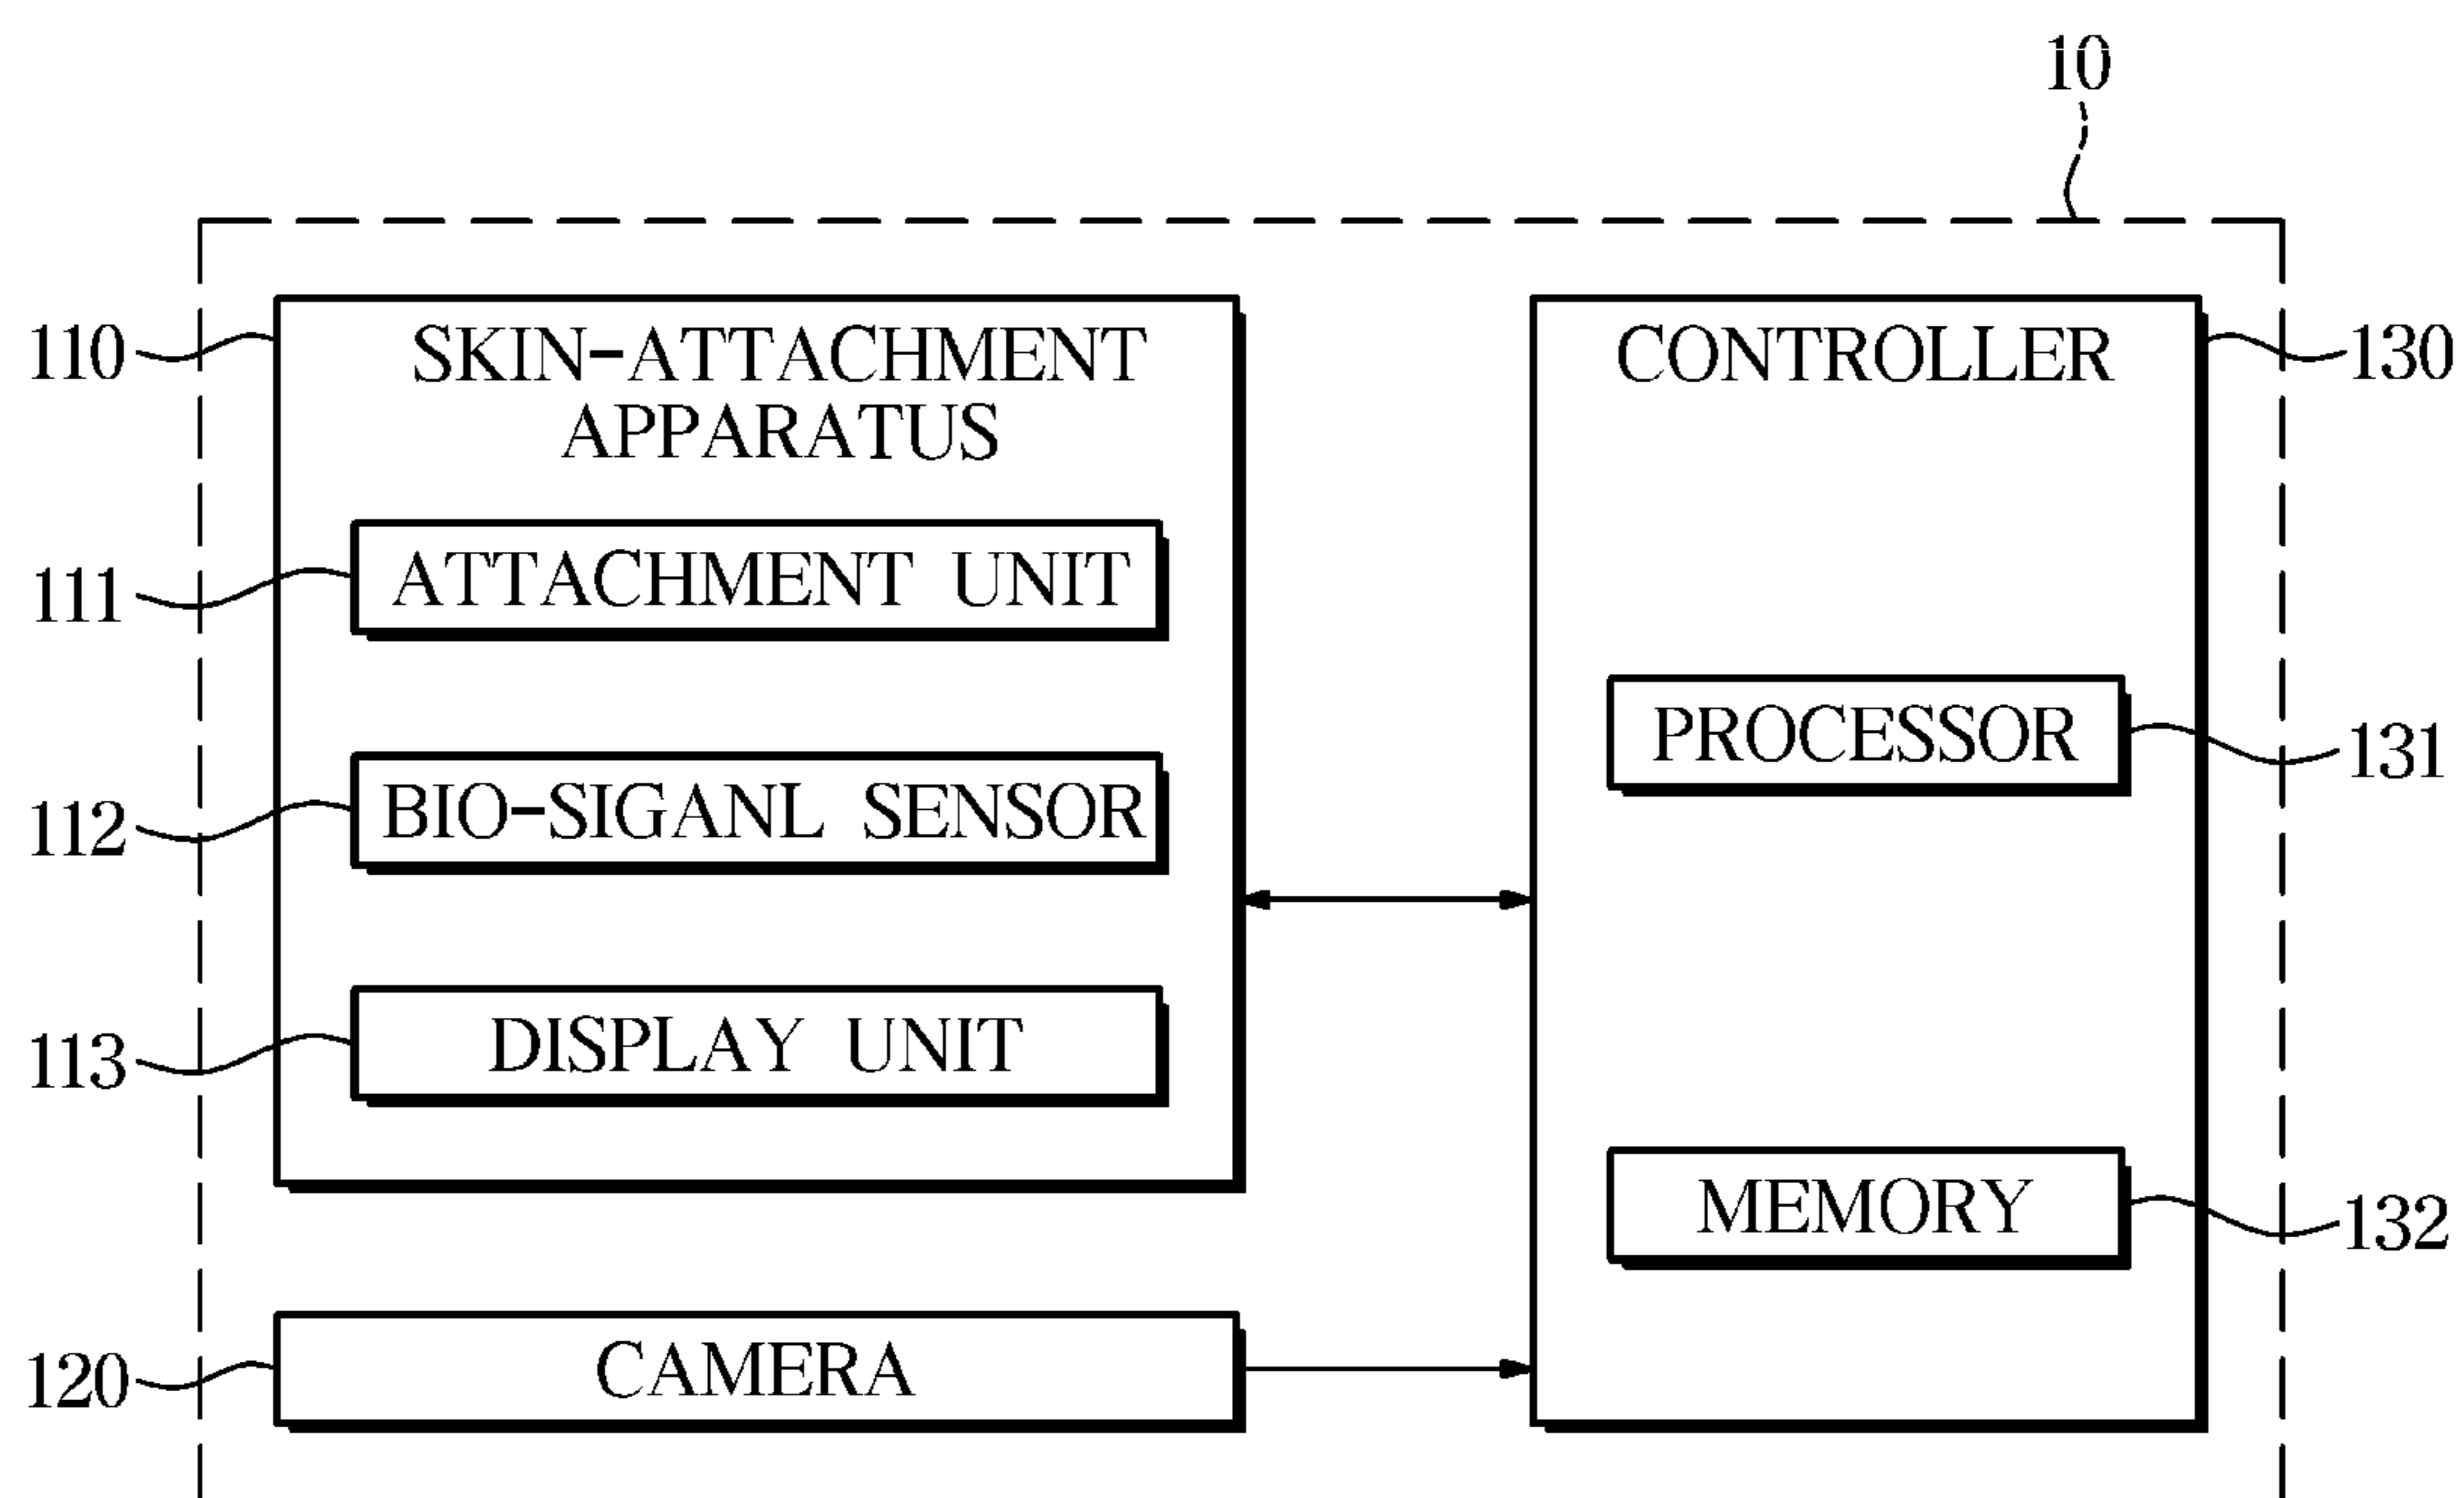 10
110
SKIN-ATTACHMENT
APPARATUS
CONTROLLER
130
111
ATTACHMENT UNIT
PROCESSOR
131
112
BIO-SIGANL SENSOR
113
DISPLAY UNIT
MEMORY
132
120
CAMERA